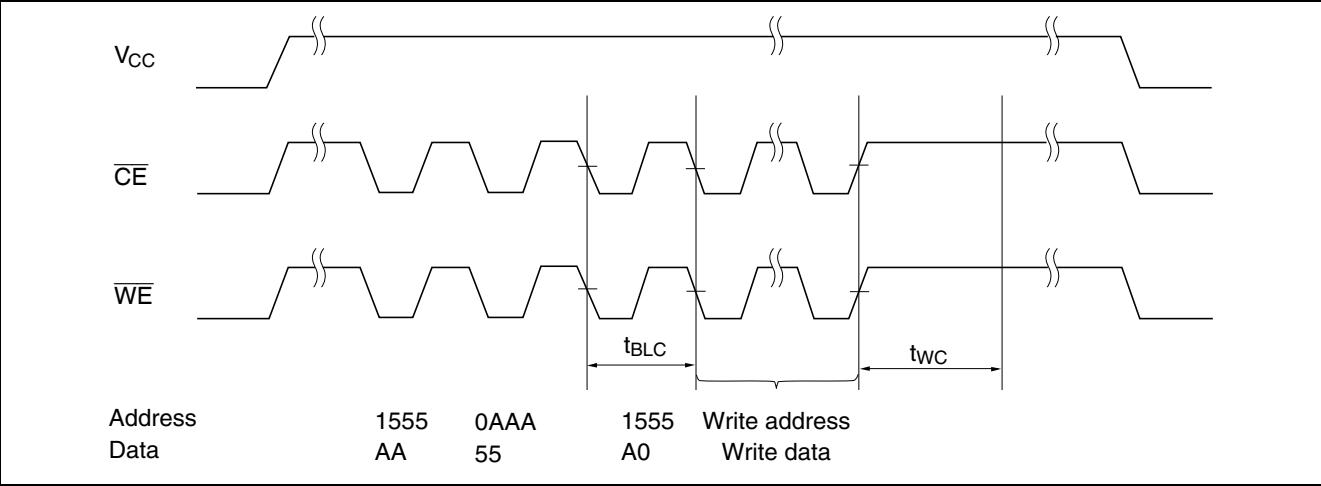 VCC
CE
WE
tBLC
tWC
Address 1555 0AAA 1555 Write address
Data AA 55 A0 Write data